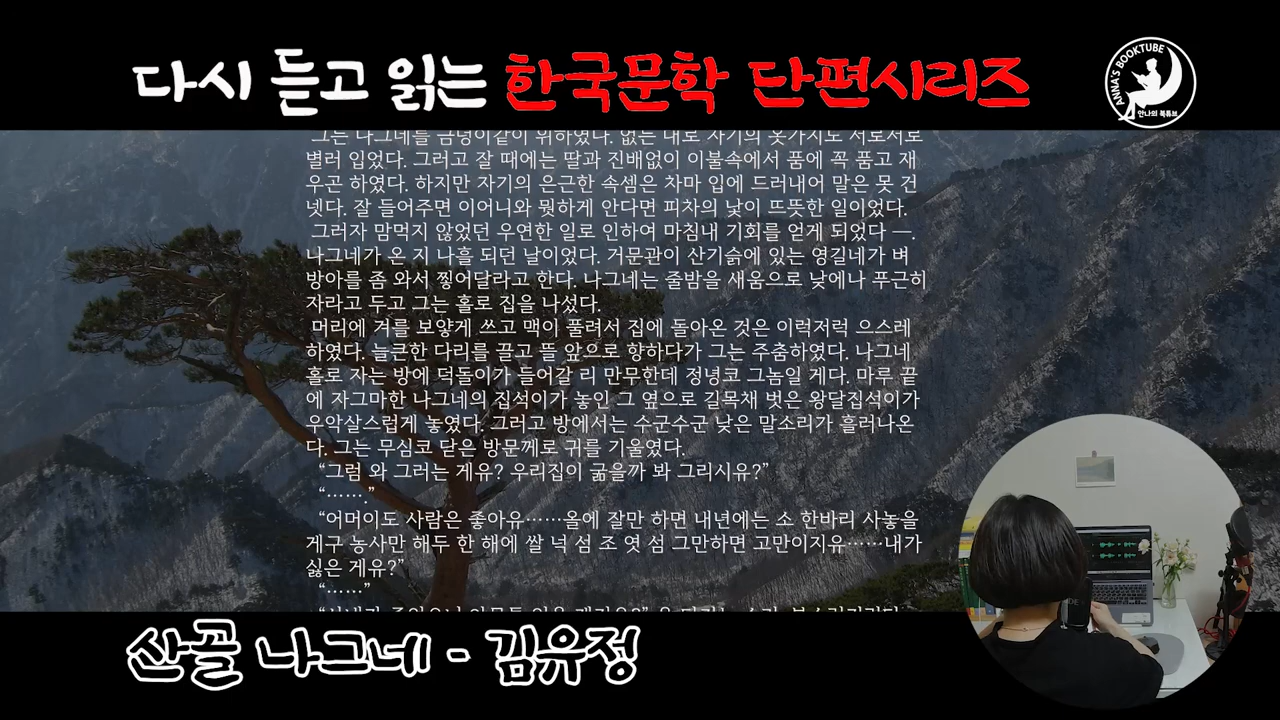 다시 듣고 읽는 한국문학 단편시리즈
ANNA'S BOOKTUBE
안나의 북튜브
그는 나그네를 금덩이같이 위하였다. 없는 대로 자기의 옷가지도 서로서로
별러 입었다. 그러고 잘 때에는 딸과 진배없이 이불속에서 품에 꼭 품고 재
우곤 하였다. 하지만 자기의 은근한 속셈은 차마 입에 드러내어 말은 못 건
넷다. 잘 들어주면 이어니와 뭣하게 안다면 피차의 낯이 뜨뜻한 일이었다.
그러자 맘먹지 않았던 우연한 일로 인하여 마침내 기회를 얻게 되었다 ―.
나그네가 온 지 나흘 되던 날이었다. 거문관이 산기슭에 있는 영길네가 벼
방아를 좀 와서 찧어달라고 한다. 나그네는 줄밤을 새움으로 낮에나 푸근히
자라고 두고 그는 홀로 집을 나섰다.
머리에 겨를 보얗게 쓰고 맥이 풀려서 집에 돌아온 것은 이럭저럭 으스레
하였다. 늘큰한 다리를 끌고 뜰 앞으로 향하다가 그는 주춤하였다. 나그네
홀로 자는 방에 덕돌이가 들어갈 리 만무한데 정녕코 그놈일 게다. 마루 끝
에 자그마한 나그네의 집석이가 놓인 그 옆으로 길목채 벗은 왕달집석이가
우악살스럽게 놓였다. 그러고 방에서는 수군수군 낮은 말소리가 흘러나온
다. 그는 무심코 닫은 방문께로 귀를 기울였다.
“그럼 와 그러는 게유? 우리집이 굶을까 봐 그리시유?”
“…….”
“어머이도 사람은 좋아유……올에 잘만 하면 내년에는 소 한바리 사놓을
게구 농사만 해두 한 해에 쌀 넉 섬 조 엿 섬 그만하면 고만이지유……내가
싫은 게유?”
“……”
산골 나그네 - 김유정